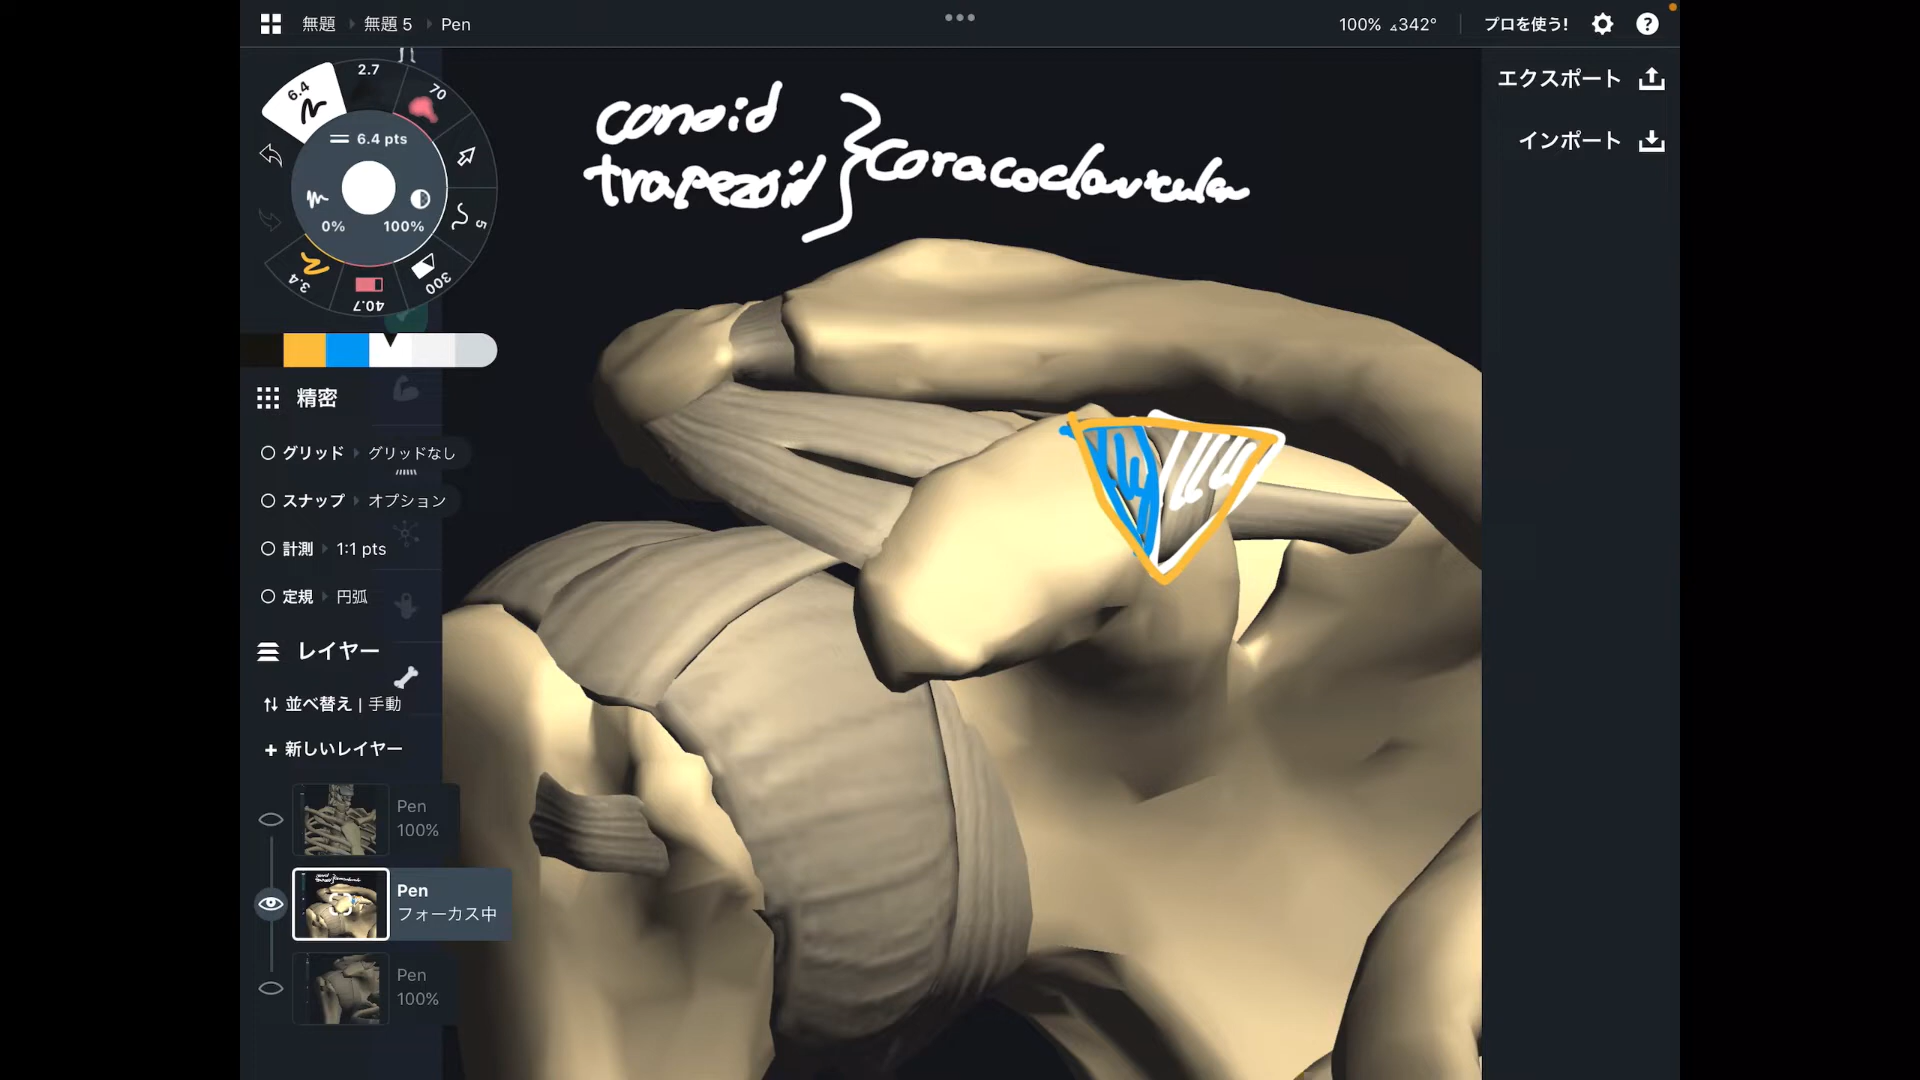 無題 無題 5 Pen
100% 342°
プロを使う!
エクスポート
インポート
2.7
6.4
70
6.4 pts
0% 100%
5
300
40.7
3.4
conoid
trapezoid
coracoclavicular
精密
グリッド グリッドなし
スナップ オプション
計測 1:1 pts
定規 円弧
レイヤー
並べ替え | 手動
+ 新しいレイヤー
Pen
100%
Pen
フォーカス中
Pen
100%